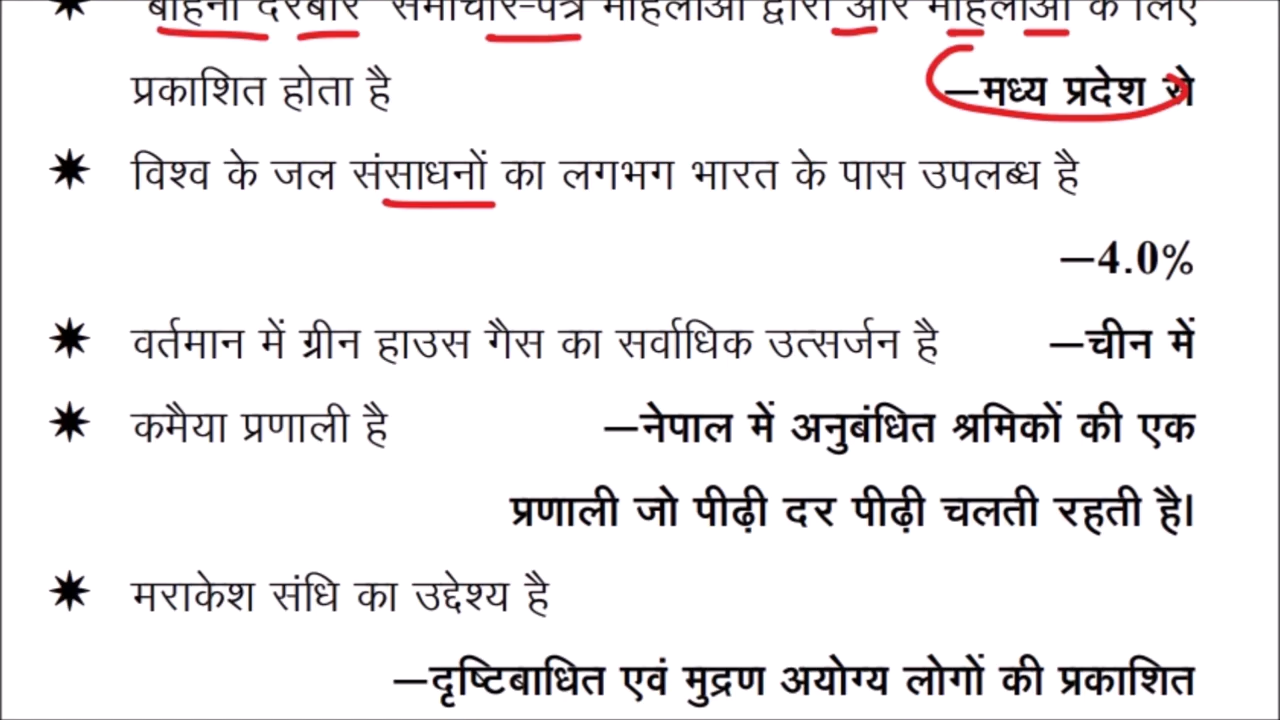 ✷ बहिनी दरबार समाचार-पत्र महिलाओं द्वारा और महिलाओं के लिए
प्रकाशित होता है —मध्य प्रदेश से
✷ विश्व के जल संसाधनों का लगभग भारत के पास उपलब्ध है
—4.0%
✷ वर्तमान में ग्रीन हाउस गैस का सर्वाधिक उत्सर्जन है —चीन में
✷ कमैया प्रणाली है —नेपाल में अनुबंधित श्रमिकों की एक
प्रणाली जो पीढ़ी दर पीढ़ी चलती रहती है।
✷ मराकेश संधि का उद्देश्य है
—दृष्टिबाधित एवं मुद्रण अयोग्य लोगों की प्रकाशित